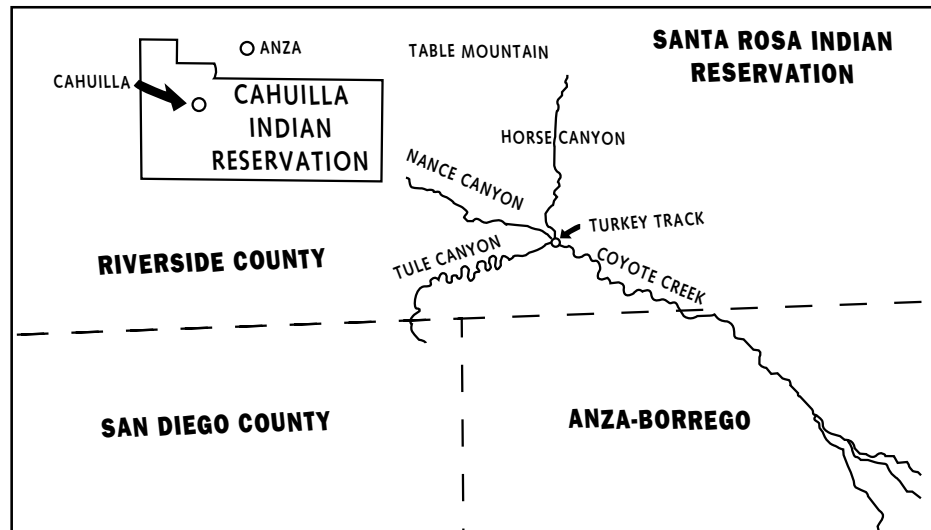 ANZA
TABLE MOUNTAIN
SANTA ROSA INDIAN
RESERVATION
CAHUILLA
CAHUILLA
INDIAN
RESERVATION
HORSE CANYON
NANCE CANYON
TURKEY TRACK
TULE CANYON
COYOTE CREEK
RIVERSIDE COUNTY
SAN DIEGO COUNTY
ANZA-BORREGO